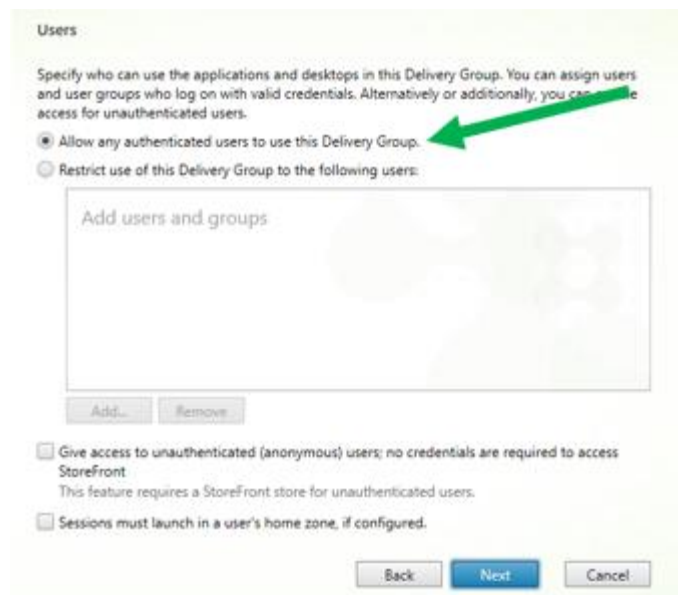 Users
Specify who can use the applications and desktops in this Delivery Group. You can assign users
and user groups who log on with valid credentials. Alternatively or additionally, you can
access for unauthenticated users.
Allow any authenticated users to use this Delivery Group.
Restrict use of this Delivery Group to the following users:
Add users and groups
Add...
Remove
Give access to unauthenticated (anonymous) users; no credentials are required to access
StoreFront
This feature requires a StoreFront store for unauthenticated users.
Sessions must launch in a user's home zone, if configured.
Back
Next
Cancel